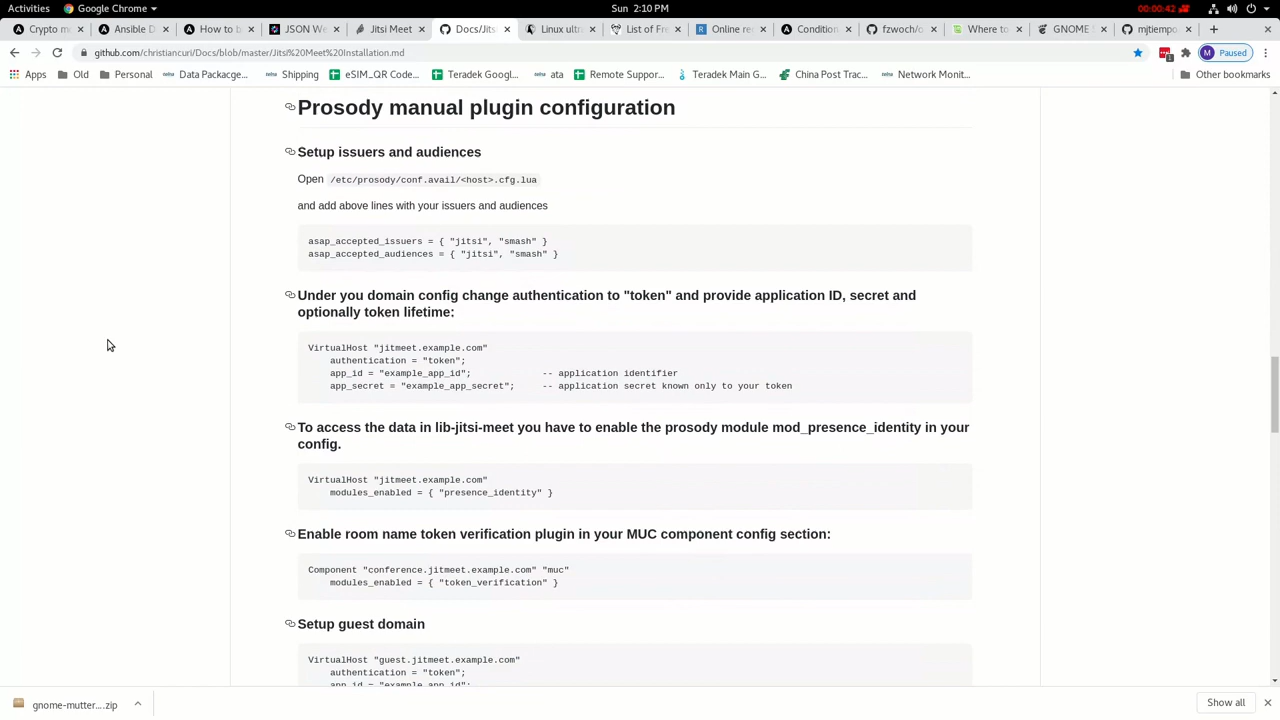 Activities
Google Chrome
Sun 2:10 PM
00:00:42
Crypto m
Ansible D
How to b
JSON We
Jitsi Meet
Docs/Jits
Linux ultr
List of Fre
Online re
Condition
fzwoch/o
Where to
GNOME S
mjtiempo
github.com/christiancuri/Docs/blob/master/Jitsi%20Meet%20Installation.md
1
M
Paused
Apps
Old
Personal
Data Package...
Shipping
eSIM_QR Code...
Teradek Googl...
ata
Remote Suppor...
Teradek Main G...
China Post Trac...
Network Monit...
Other bookmarks
Prosody manual plugin configuration
Setup issuers and audiences
Open /etc/prosody/conf.avail/<host>.cfg.lua
and add above lines with your issuers and audiences
asap_accepted_issuers = { "jitsi", "smash" }
asap_accepted_audiences = { "jitsi", "smash" }
Under you domain config change authentication to "token" and provide application ID, secret and
optionally token lifetime:
VirtualHost "jitmeet.example.com"
authentication = "token";
app_id = "example_app_id"; -- application identifier
app_secret = "example_app_secret"; -- application secret known only to your token
To access the data in lib-jitsi-meet you have to enable the prosody module mod_presence_identity in your
config.
VirtualHost "jitmeet.example.com"
modules_enabled = { "presence_identity" }
Enable room name token verification plugin in your MUC component config section:
Component "conference.jitmeet.example.com" "muc"
modules_enabled = { "token_verification" }
Setup guest domain
VirtualHost "guest.jitmeet.example.com"
authentication = "token";
app_id = "example_app_id";
gnome-mutter....zip
Show all